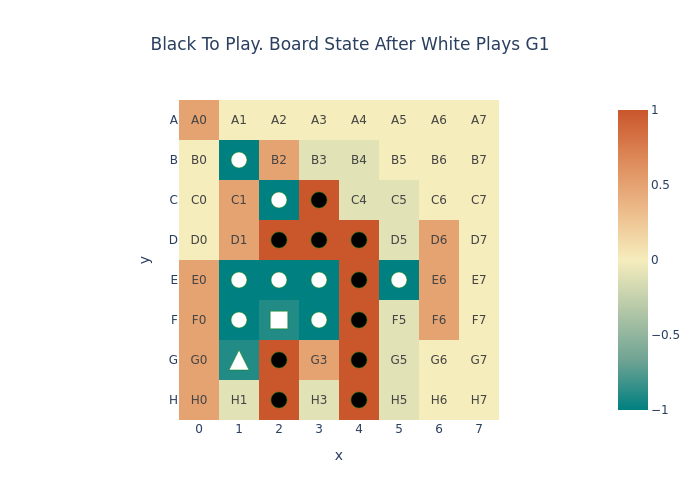 Black To Play. Board State After White Plays G1
A A0 A1 A2 A3 A4 A5 A6 A7 1
B B0 B2 B3 B4 B5 B6 B7
C C0 C1 C4 C5 C6 C7 0.5
D D0 D1 D5 D6 D7
y
E E0 E6 E7 0
F F0 F5 F6 F7 −0.5
G G0 G3 G5 G6 G7
H H0 H1 H3 H5 H6 H7 −1
0 1 2 3 4 5 6 7
x